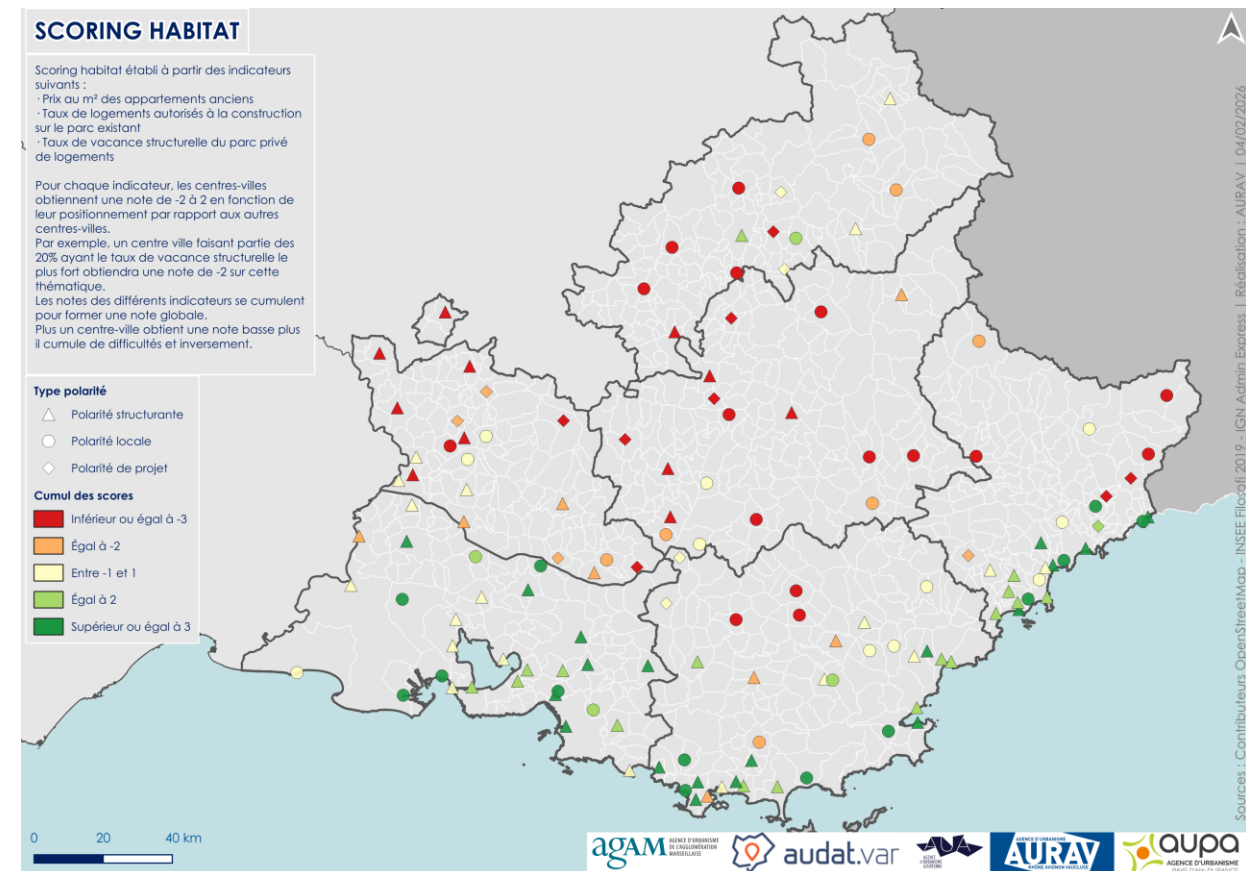 SCORING HABITAT
Scoring habitat établi à partir des indicateurs
suivants :
· Prix au m² des appartements anciens
· Taux de logements autorisés à la construction
sur le parc existant
· Taux de vacance structurelle du parc privé
de logements
Pour chaque indicateur, les centres-villes
obtiennent une note de -2 à 2 en fonction de
leur positionnement par rapport aux autres
centres-villes.
Par exemple, un centre ville faisant partie des
20% ayant le taux de vacance structurelle le
plus fort obtiendra une note de -2 sur cette
thématique.
Les notes des différents indicateurs se cumulent
pour former une note globale.
Plus un centre-ville obtient une note basse plus
il cumule de difficultés et inversement.
Type polarité
Polarité structurante
Polarité locale
Polarité de projet
Cumul des scores
Inférieur ou égal à -3
Égal à -2
Entre -1 et 1
Égal à 2
Supérieur ou égal à 3
0 20 40 km
Sources : Contributeurs OpenStreetMap - INSEE Filosofi 2019 - IGN Admin Express | Réalisation : AURAV | 04/02/2026
agAM
AGENCE D'URBANISME
DE L'AGGLOMÉRATION
MARSEILLAISE
audat.var
AGENCE
D'URBANISME
AZURÉENNE
AGENCE D'URBANISME
AURAV
RHÔNE AVIGNON VAUCLUSE
aupa
AGENCE D'URBANISME
PAYS D'AIX-DURANCE